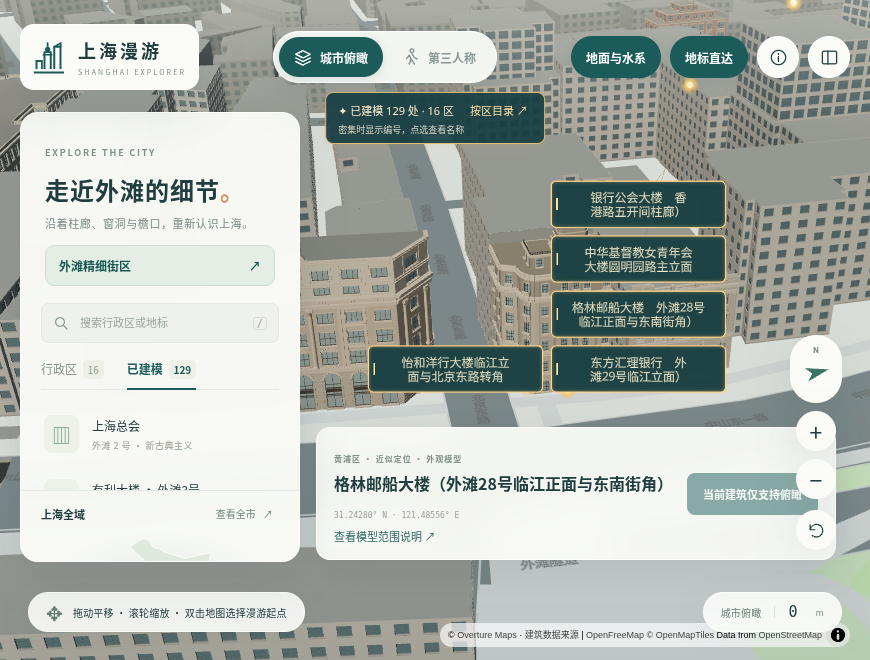 上海漫游
SHANGHAI EXPLORER
城市俯瞰
第三人称
地面与水系
地标直达
✦ 已建模 129 处 · 16 区 按区目录 ↗
密集时显示编号，点选查看名称
EXPLORE THE CITY
走近外滩的细节。
沿着柱廊、窗洞与檐口，重新认识上海。
外滩精细街区 ↗
搜索行政区或地标 /
行政区 16 已建模 129
上海总会
外滩 2 号 · 新古典主义
有利大楼 · 外滩3号
上海全域 查看全市 ↗
银行公会大楼 香
港路五开间柱廊）
中华基督教女青年会
大楼圆明园路主立面
格林邮船大楼 外滩28号
临江正面与东南街角）
怡和洋行大楼临江立
面与北京东路转角
东方汇理银行 外
滩29号临江立面）
N
中山东一路
黄浦区 · 近似定位 · 外观模型
格林邮船大楼（外滩28号临江正面与东南街角）
当前建筑仅支持俯瞰
31.24280° N · 121.48556° E
查看模型范围说明 ↗
外滩隧道
拖动平移 · 滚轮缩放 · 双击地图选择漫游起点
城市俯瞰 0 m
© Overture Maps · 建筑数据来源 | OpenFreeMap © OpenMapTiles Data from OpenStreetMap